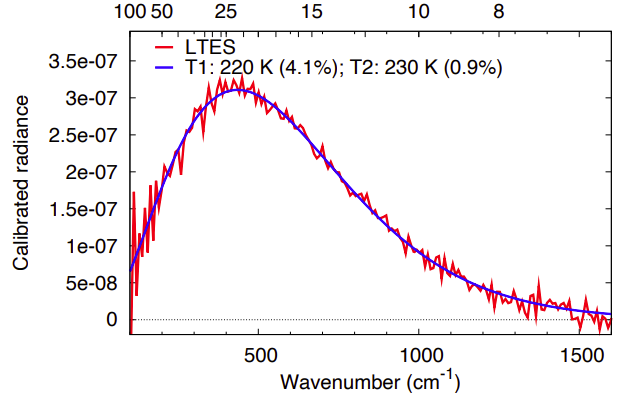 100 50 25 15 10 8
LTES
T1: 220 K (4.1%); T2: 230 K (0.9%)
3.5e-07
3e-07
2.5e-07
2e-07
1.5e-07
1e-07
5e-08
0
Calibrated radiance
500 1000 1500
Wavenumber (cm⁻¹)